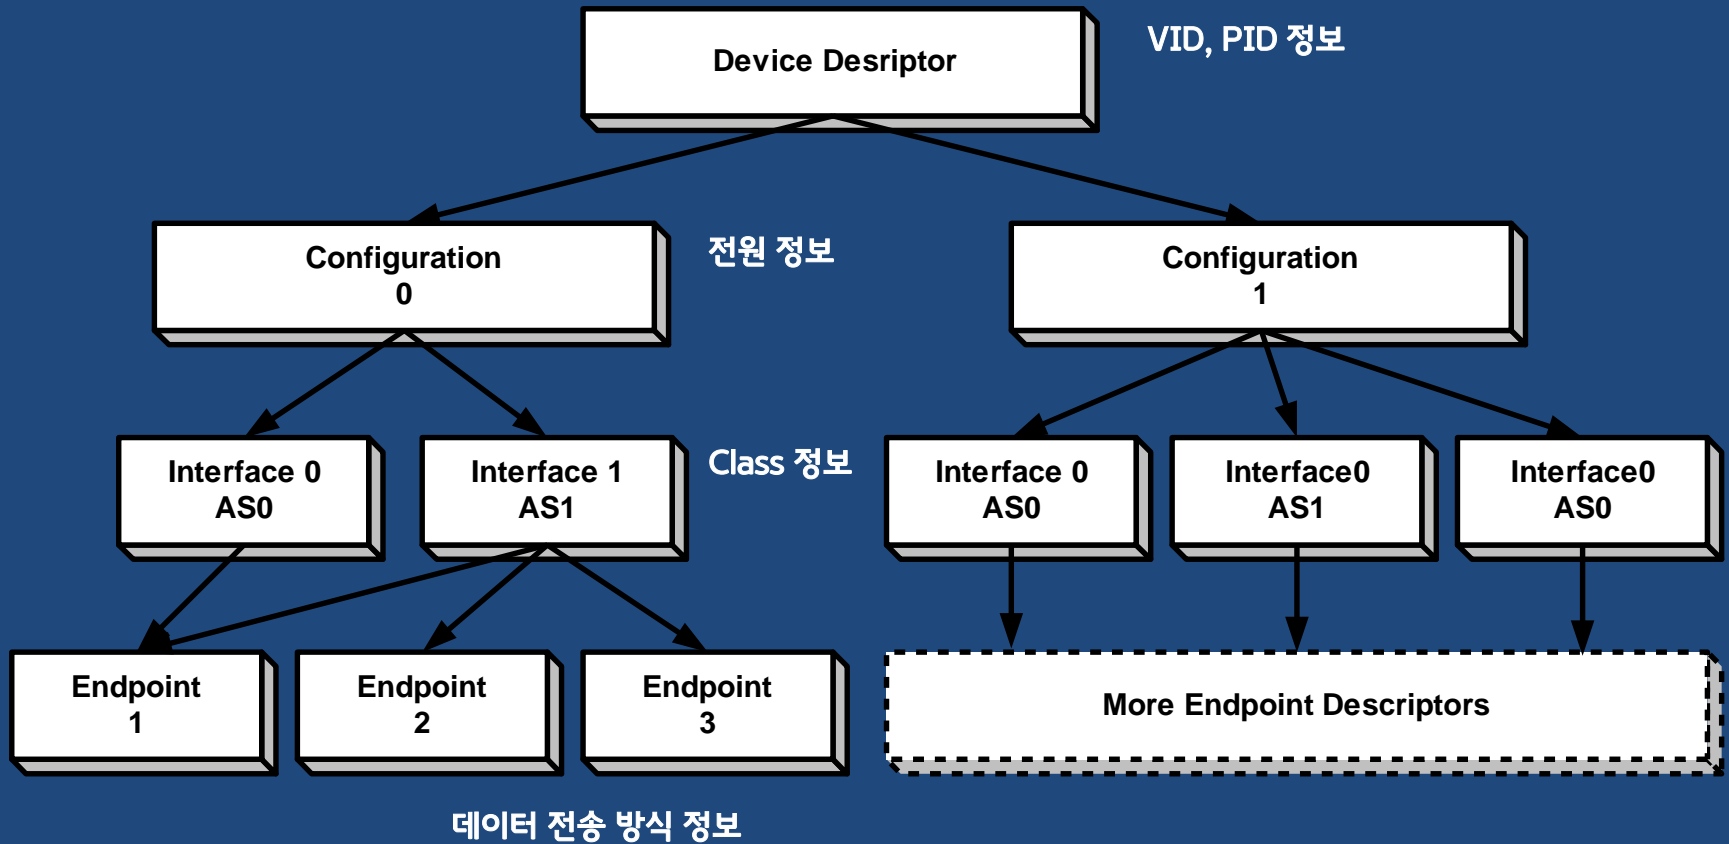 Device Desriptor
VID, PID 정보
Configuration
0
전원 정보
Configuration
1
Interface 0
AS0
Interface 1
AS1
Class 정보
Interface 0
AS0
Interface0
AS1
Interface0
AS0
Endpoint
1
Endpoint
2
Endpoint
3
More Endpoint Descriptors
데이터 전송 방식 정보